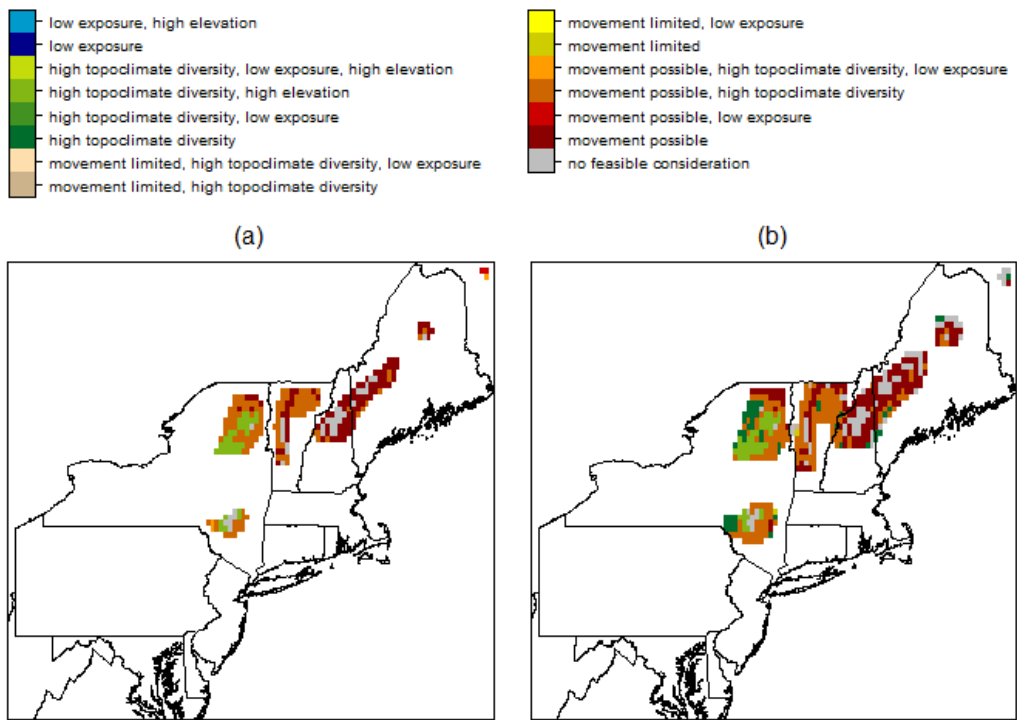 low exposure, high elevation
low exposure
high topoclimate diversity, low exposure, high elevation
high topoclimate diversity, high elevation
high topoclimate diversity, low exposure
high topoclimate diversity
movement limited, high topoclimate diversity, low exposure
movement limited, high topoclimate diversity
movement limited, low exposure
movement limited
movement possible, high topoclimate diversity, low exposure
movement possible, high topoclimate diversity
movement possible, low exposure
movement possible
no feasible consideration
(a)
(b)